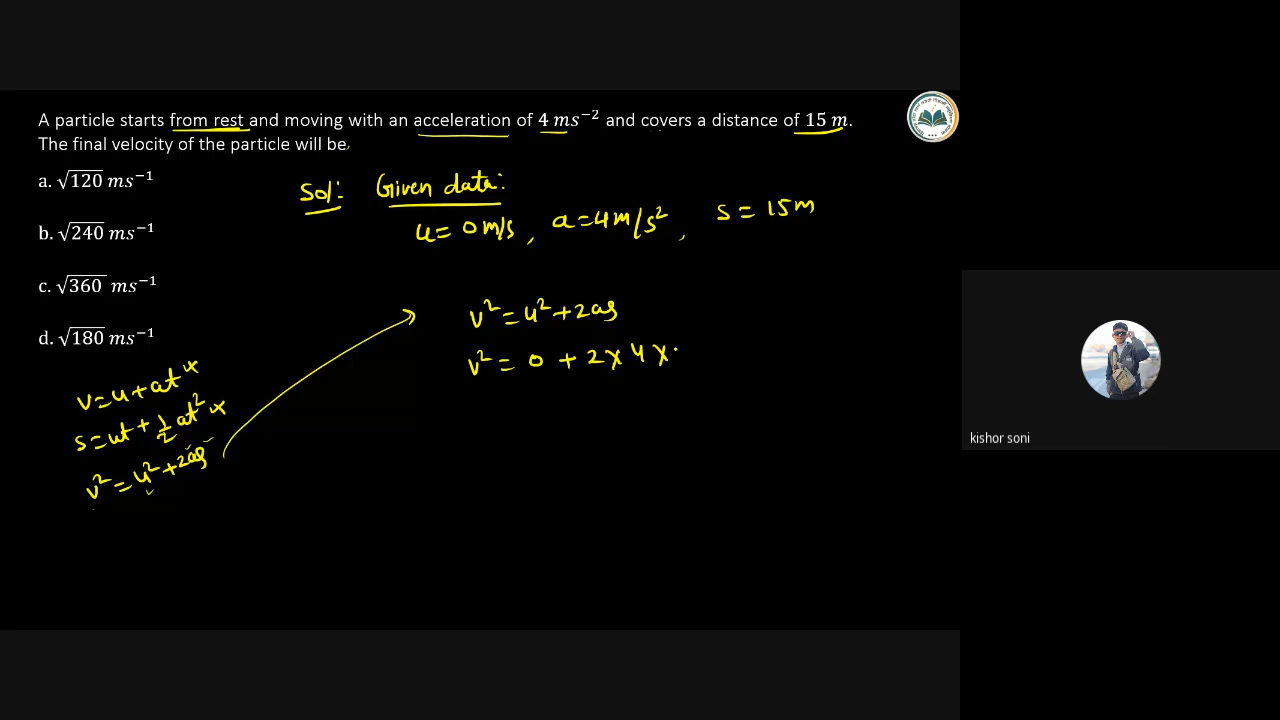 A particle starts from rest and moving with an acceleration of 4 ms⁻² and covers a distance of 15 m.
The final velocity of the particle will be
a. √120 ms⁻¹
b. √240 ms⁻¹
c. √360 ms⁻¹
d. √180 ms⁻¹
Sol: Given data:
u = 0 m/s, a = 4 m/s², s = 15 m
v² = u² + 2as
v² = 0 + 2 × 4 ×
v = u + at ×
s = ut + ½ at² ×
v² = u² + 2as
kishor soni